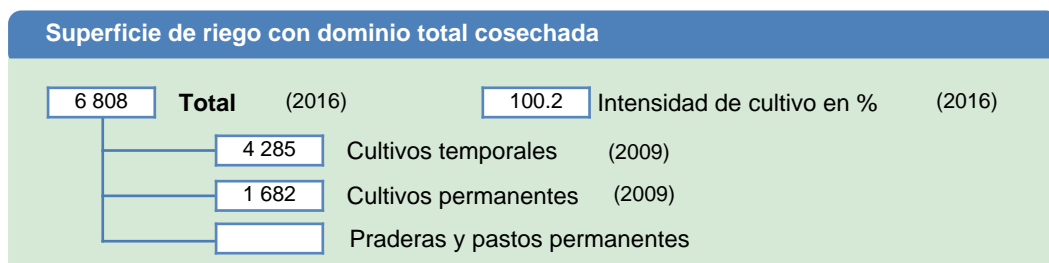 Superficie de riego con dominio total cosechada
6 808 Total (2016) 100.2 Intensidad de cultivo en % (2016)
4 285 Cultivos temporales (2009)
1 682 Cultivos permanentes (2009)
Praderas y pastos permanentes